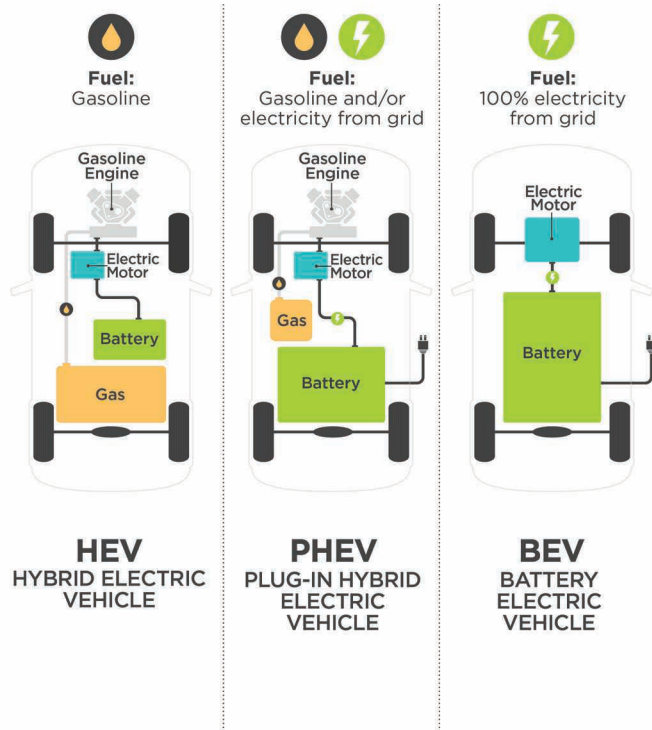 Fuel:
Gasoline
Gasoline
Engine
Electric
Motor
Battery
Gas
HEV
HYBRID ELECTRIC
VEHICLE
Fuel:
Gasoline and/or
electricity from grid
Gasoline
Engine
Electric
Motor
Gas
Battery
PHEV
PLUG-IN HYBRID
ELECTRIC
VEHICLE
Fuel:
100% electricity
from grid
Electric
Motor
Battery
BEV
BATTERY
ELECTRIC
VEHICLE